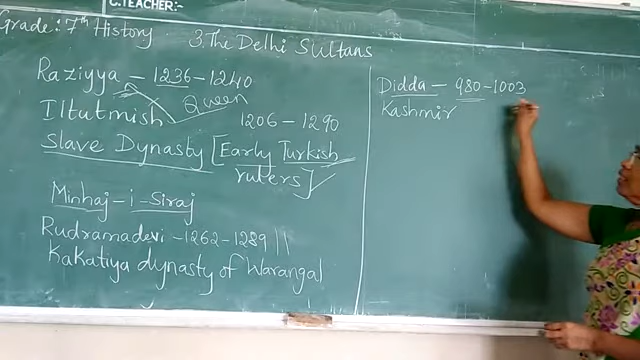 C.TEACHER:-
Grade: 7th History
3. The Delhi Sultans
Raziyya — 1236-1240
Queen
Iltutmish
1206 - 1290
Slave Dynasty [Early Turkish
rulers]
Minhaj-i-Siraj
Rudramadevi - 1262-1289
Kakatiya dynasty of Warangal
Didda — 980-1003
Kashmir